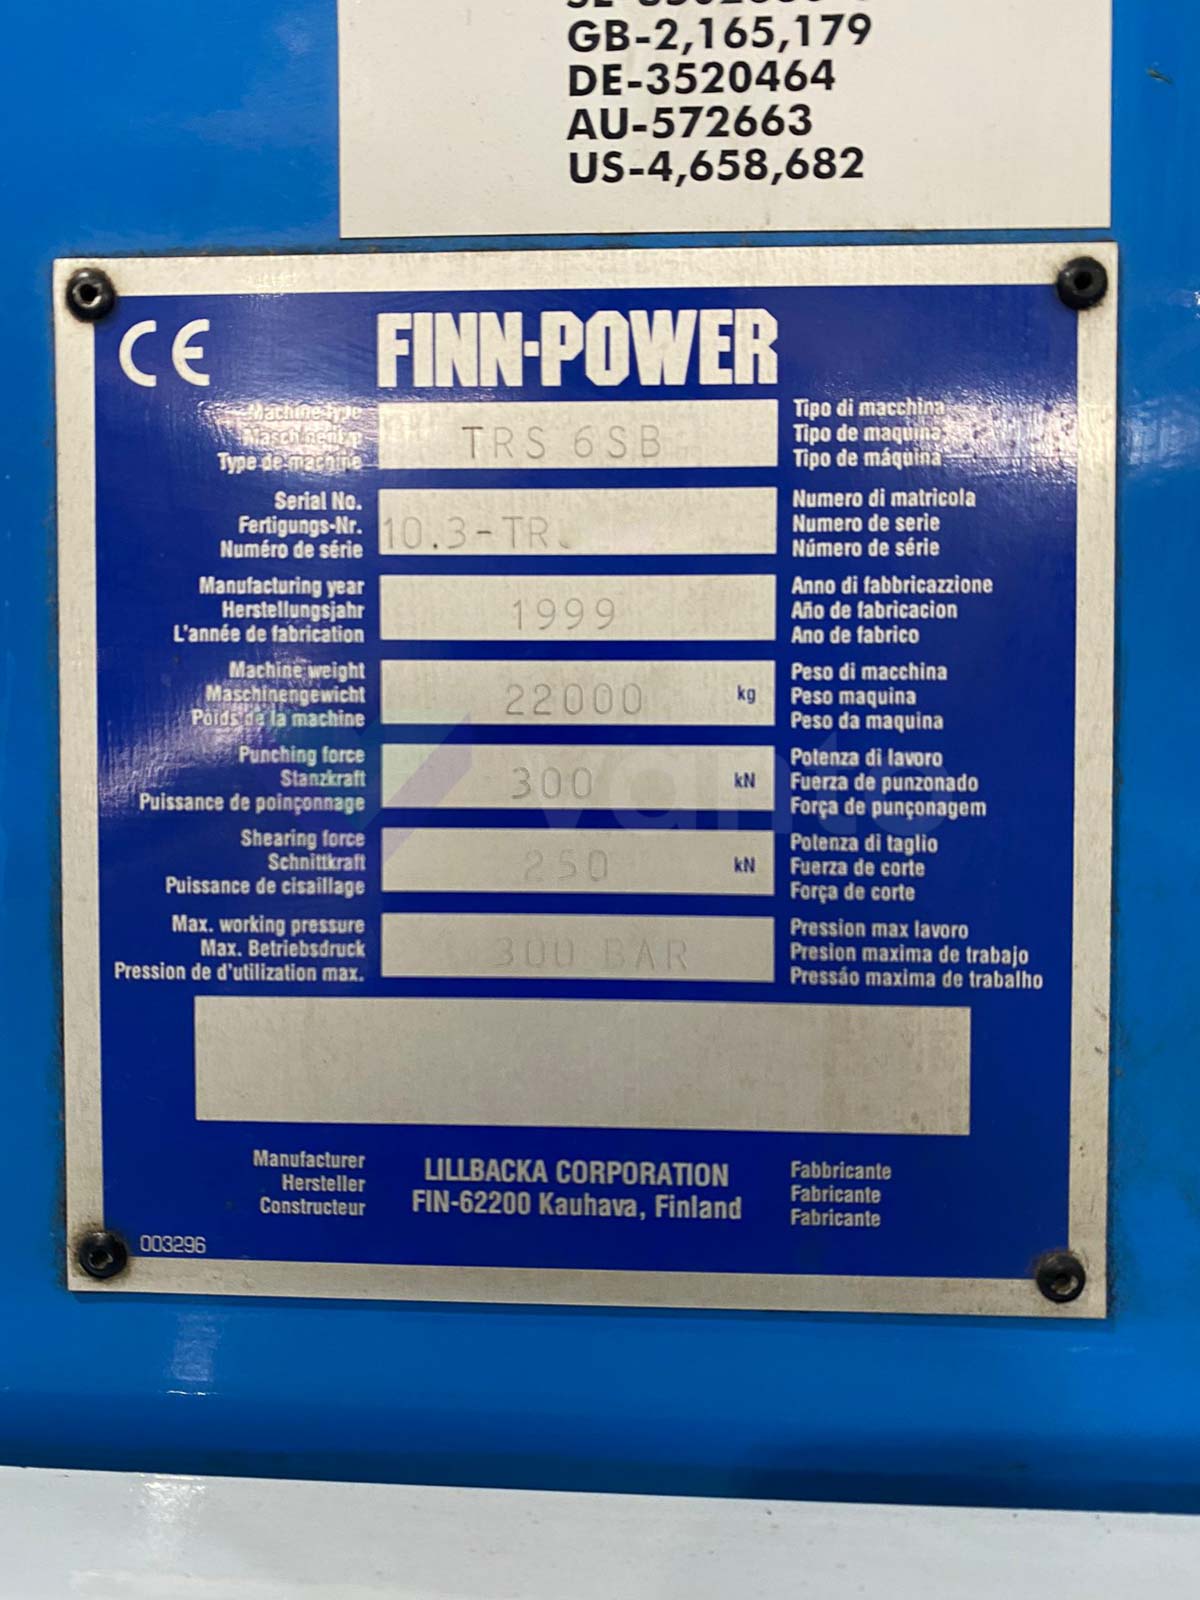 GB-2,165,179
DE-3520464
AU-572663
US-4,658,682
CE FINN-POWER
Machine type
Maschinentyp
Type de machine
TRS 6SB
Tipo di macchina
Tipo de maquina
Tipo de máquina
Serial No.
Fertigungs-Nr.
Numéro de série
10.3-TR
Numero di matricola
Numero de serie
Número de série
Manufacturing year
Herstellungsjahr
L'année de fabrication
1999
Anno di fabbricazzione
Año de fabricacion
Ano de fabrico
Machine weight
Maschinengewicht
Poids de la machine
22000 kg
Peso di macchina
Peso maquina
Peso da maquina
Punching force
Stanzkraft
Puissance de poinçonnage
300 kN
Potenza di lavoro
Fuerza de punzonado
Força de punçonagem
Shearing force
Schnittkraft
Puissance de cisaillage
250 kN
Potenza di taglio
Fuerza de corte
Força de corte
Max. working pressure
Max. Betriebsdruck
Pression de d'utilization max.
300 BAR
Pression max lavoro
Presion maxima de trabajo
Pressáo maxima de trabalho
Manufacturer
Hersteller
Constructeur
LILLBACKA CORPORATION
FIN-62200 Kauhava, Finland
Fabbricante
Fabricante
Fabricante
003296